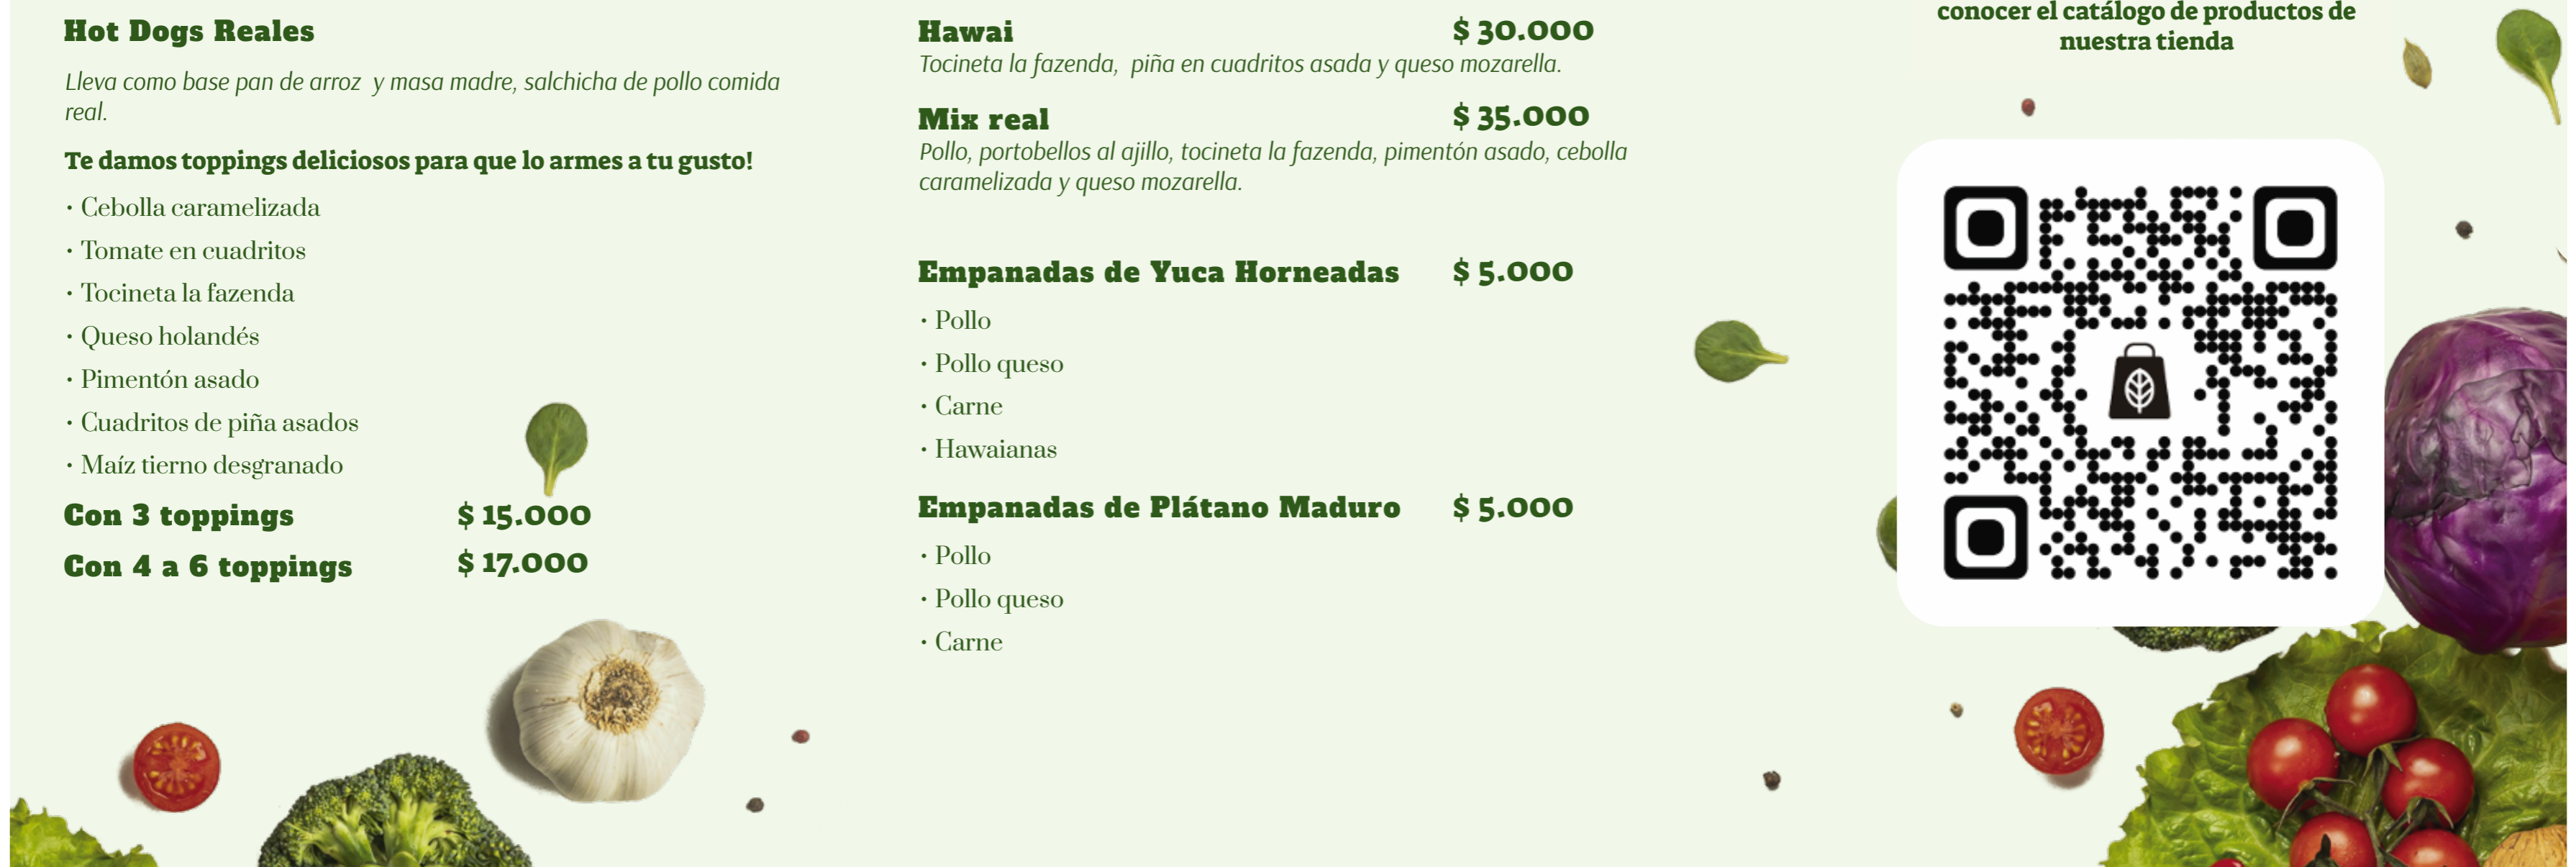 Hot Dogs Reales
Lleva como base pan de arroz y masa madre, salchicha de pollo comida
real.
Te damos toppings deliciosos para que lo armes a tu gusto!
• Cebolla caramelizada
• Tomate en cuadritos
• Tocineta la fazenda
• Queso holandés
• Pimentón asado
• Cuadritos de piña asados
• Maíz tierno desgranado
Con 3 toppings $ 15.000
Con 4 a 6 toppings $ 17.000
Hawai $ 30.000
Tocineta la fazenda, piña en cuadritos asada y queso mozarella.
Mix real $ 35.000
Pollo, portobellos al ajillo, tocineta la fazenda, pimentón asado, cebolla
caramelizada y queso mozarella.
Empanadas de Yuca Horneadas $ 5.000
• Pollo
• Pollo queso
• Carne
• Hawaianas
Empanadas de Plátano Maduro $ 5.000
• Pollo
• Pollo queso
• Carne
conocer el catálogo de productos de
nuestra tienda